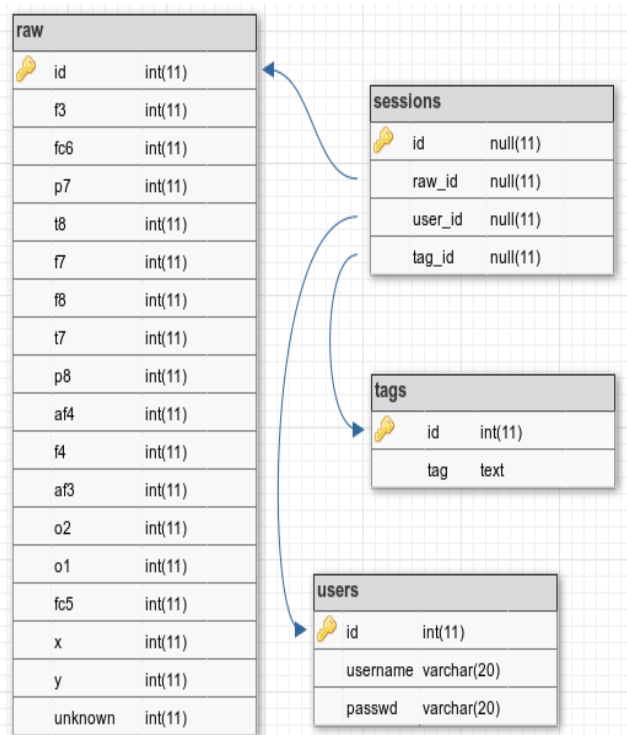 raw
id int(11)
f3 int(11)
fc6 int(11)
p7 int(11)
t8 int(11)
f7 int(11)
f8 int(11)
t7 int(11)
p8 int(11)
af4 int(11)
f4 int(11)
af3 int(11)
o2 int(11)
o1 int(11)
fc5 int(11)
x int(11)
y int(11)
unknown int(11)
sessions
id null(11)
raw_id null(11)
user_id null(11)
tag_id null(11)
tags
id int(11)
tag text
users
id int(11)
username varchar(20)
passwd varchar(20)